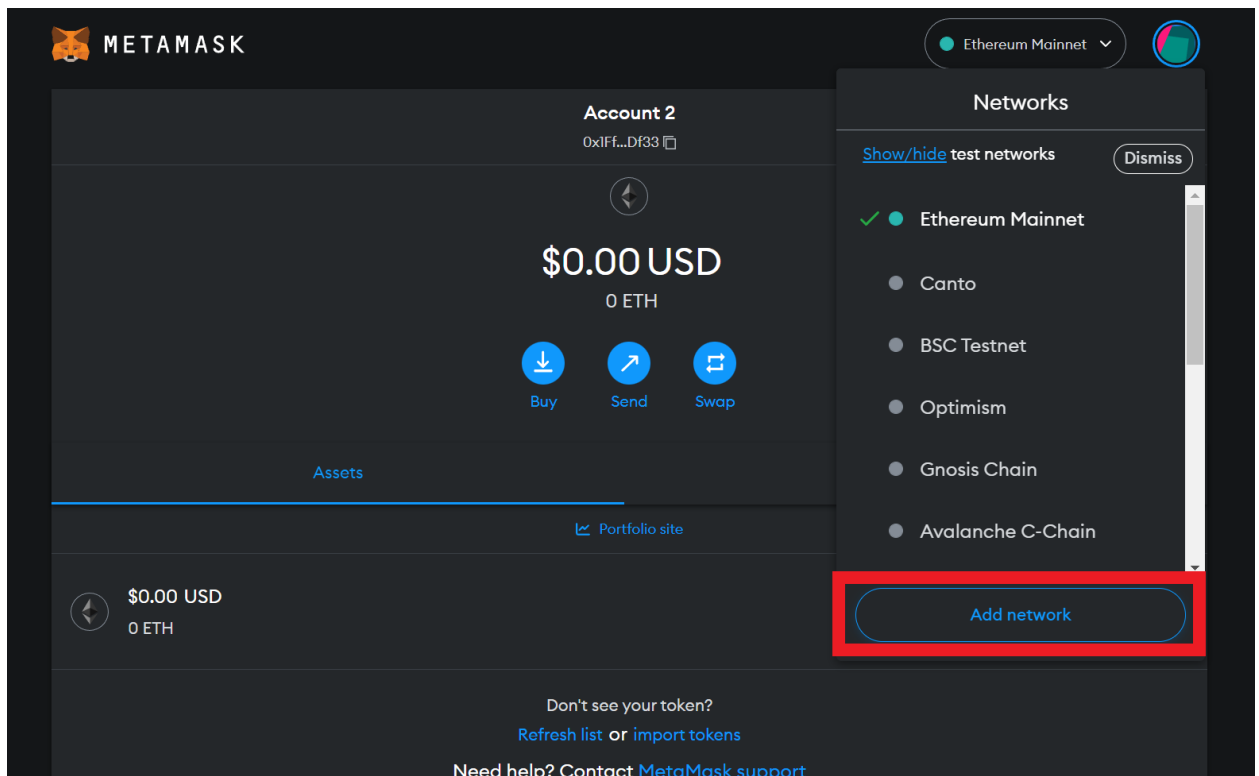 METAMASK
Ethereum Mainnet
Account 2
0x1Ff...Df33
$0.00 USD
0 ETH
Buy
Send
Swap
Assets
Portfolio site
$0.00 USD
0 ETH
Don't see your token?
Refresh list or import tokens
Need help? Contact MetaMask support
Networks
Show/hide test networks
Dismiss
Ethereum Mainnet
Canto
BSC Testnet
Optimism
Gnosis Chain
Avalanche C-Chain
Add network